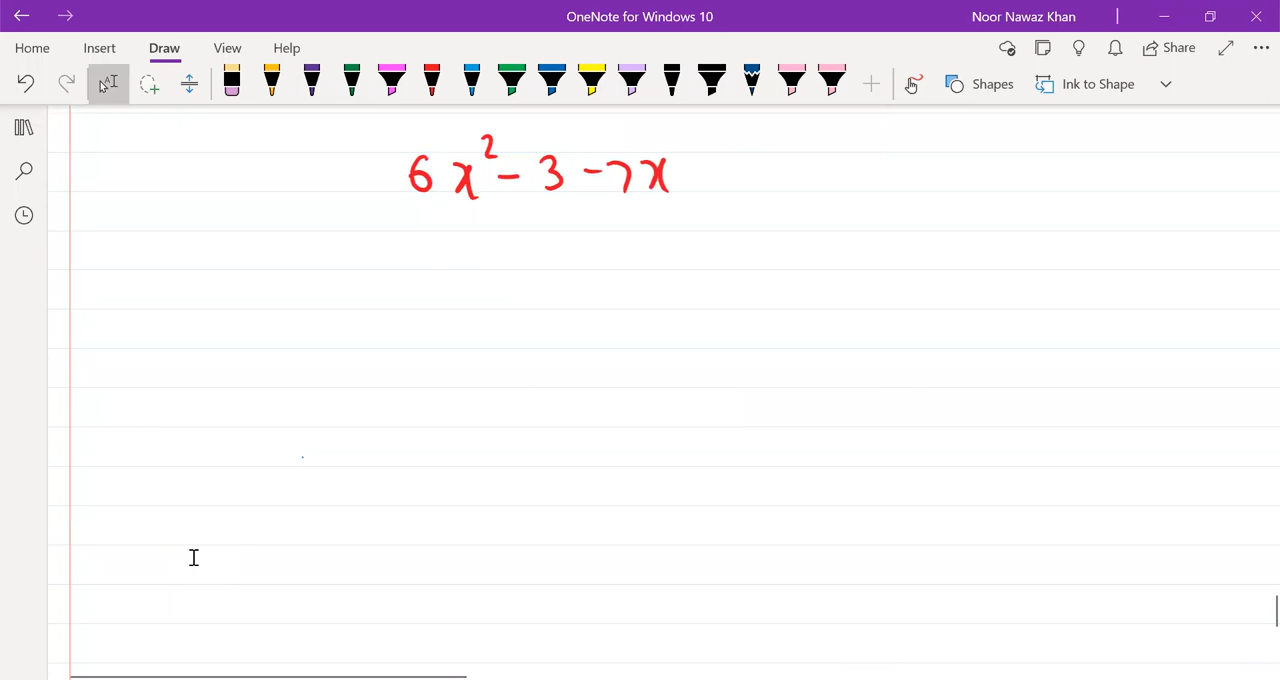 OneNote for Windows 10
Noor Nawaz Khan
Home Insert Draw View Help
Share
Shapes
Ink to Shape
6x² - 3 - 7x